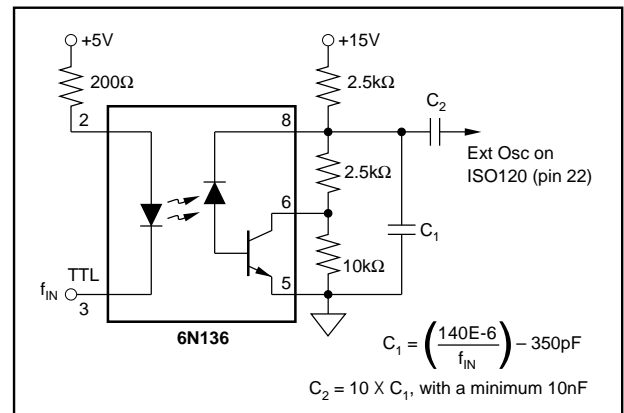 +5V
+15V
200Ω
2.5kΩ
2
8
C2
Ext Osc on
ISO120 (pin 22)
2.5kΩ
6
C1
10kΩ
TTL
fIN
3
5
6N136
C1 = (140E-6 / fIN) – 350pF
C2 = 10 X C1, with a minimum 10nF